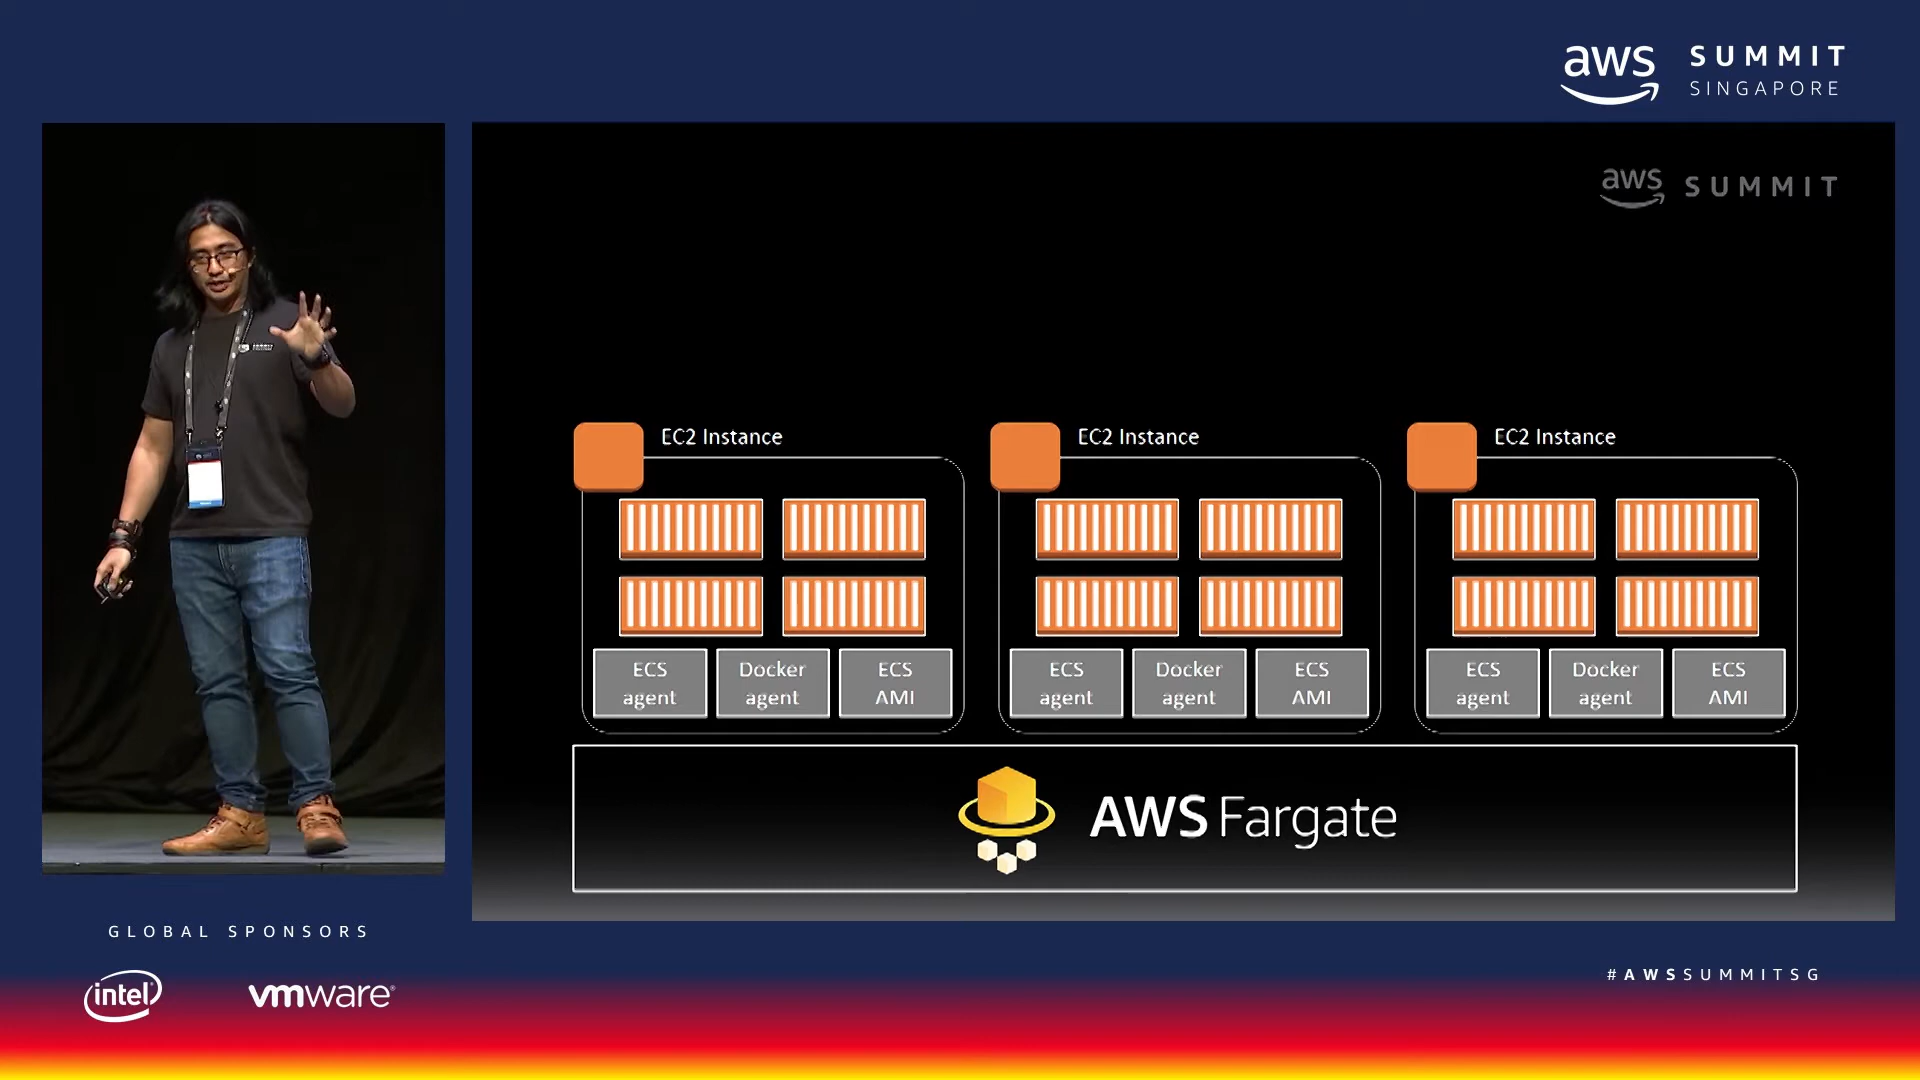 aws SUMMIT
SINGAPORE
aws SUMMIT
EC2 Instance
EC2 Instance
EC2 Instance
ECS agent
Docker agent
ECS AMI
ECS agent
Docker agent
ECS AMI
ECS agent
Docker agent
ECS AMI
AWS Fargate
GLOBAL SPONSORS
intel
vmware
#AWSSUMMITSG